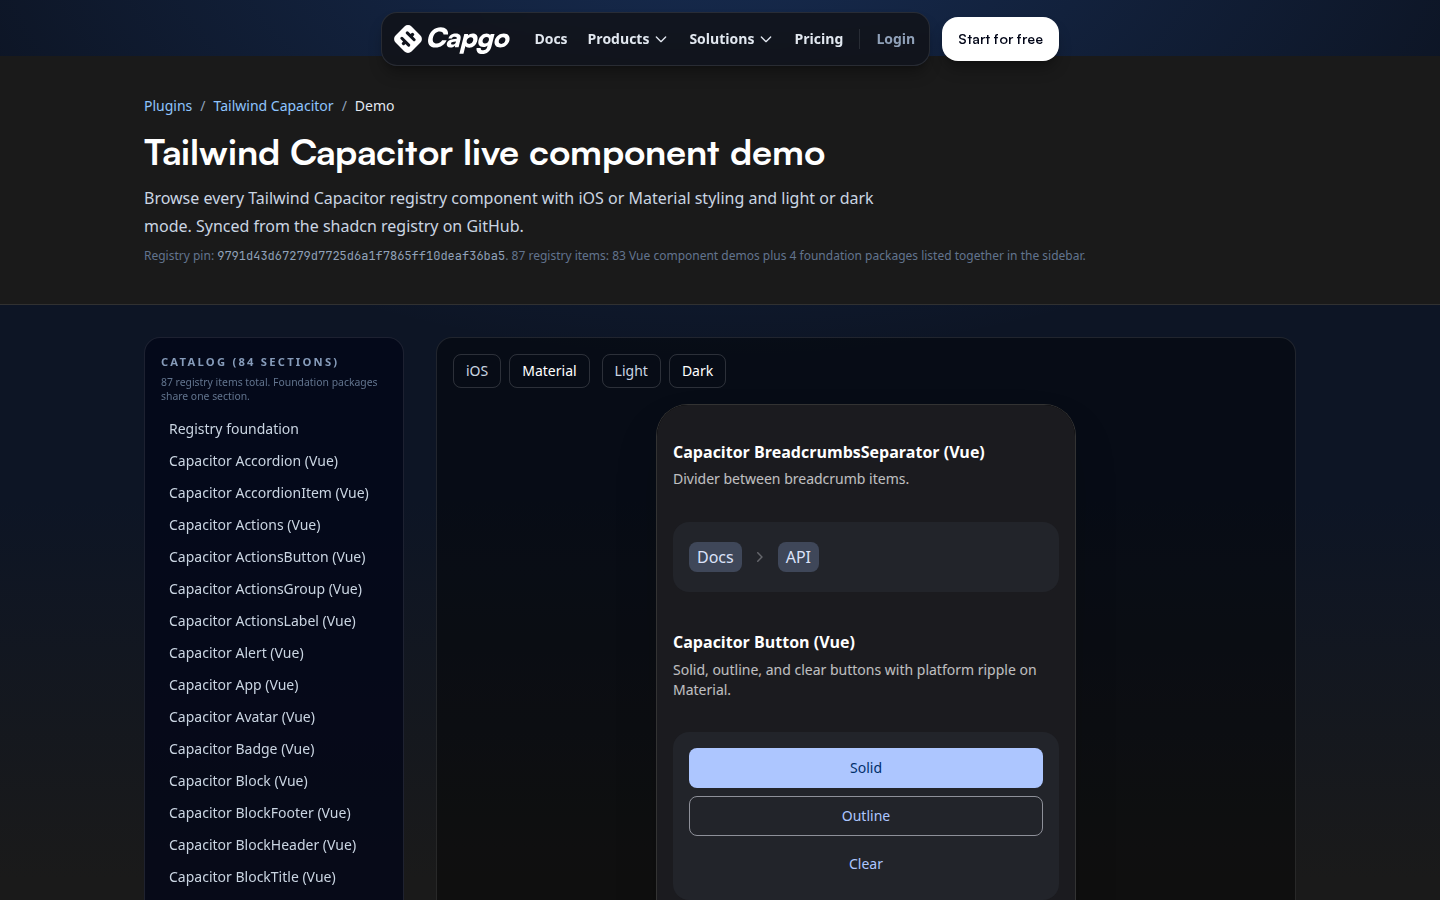 Capgo
Docs
Products
Solutions
Pricing
Login
Start for free
Plugins / Tailwind Capacitor / Demo
Tailwind Capacitor live component demo
Browse every Tailwind Capacitor registry component with iOS or Material styling and light or dark
mode. Synced from the shadcn registry on GitHub.
Registry pin: 9791d43d67279d7725d6a1f7865ff10deaf36ba5. 87 registry items: 83 Vue component demos plus 4 foundation packages listed together in the sidebar.
CATALOG (84 SECTIONS)
87 registry items total. Foundation packages
share one section.
Registry foundation
Capacitor Accordion (Vue)
Capacitor AccordionItem (Vue)
Capacitor Actions (Vue)
Capacitor ActionsButton (Vue)
Capacitor ActionsGroup (Vue)
Capacitor ActionsLabel (Vue)
Capacitor Alert (Vue)
Capacitor App (Vue)
Capacitor Avatar (Vue)
Capacitor Badge (Vue)
Capacitor Block (Vue)
Capacitor BlockFooter (Vue)
Capacitor BlockHeader (Vue)
Capacitor BlockTitle (Vue)
iOS
Material
Light
Dark
Capacitor BreadcrumbsSeparator (Vue)
Divider between breadcrumb items.
Docs
API
Capacitor Button (Vue)
Solid, outline, and clear buttons with platform ripple on
Material.
Solid
Outline
Clear